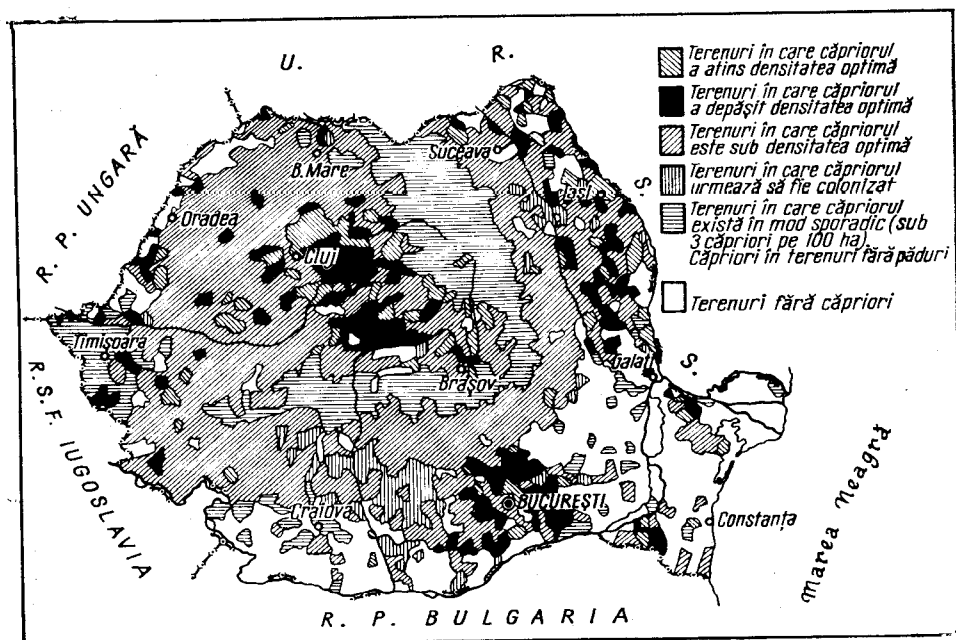 U. R. S. S.
Terenuri în care căpriorul
a atins densitatea optimă
Terenuri în care căpriorul
a depășit densitatea optimă
Terenuri în care căpriorul
este sub densitatea optimă
Terenuri în care căpriorul
urmează să fie colonizat
Terenuri în care căpriorul
există în mod sporadic (sub
3 căpriori pe 100 ha)
Căpriori în terenuri fără păduri
Terenuri fără căpriori
R. P. UNGARĂ
Suceava
B. Mare
Iași
Oradea
Cluj
Timișoara
Galați
Brașov
R. S. F. IUGOSLAVIA
BUCUREȘTI
Craiova
Constanța
Marea Neagră
R. P. BULGARIA